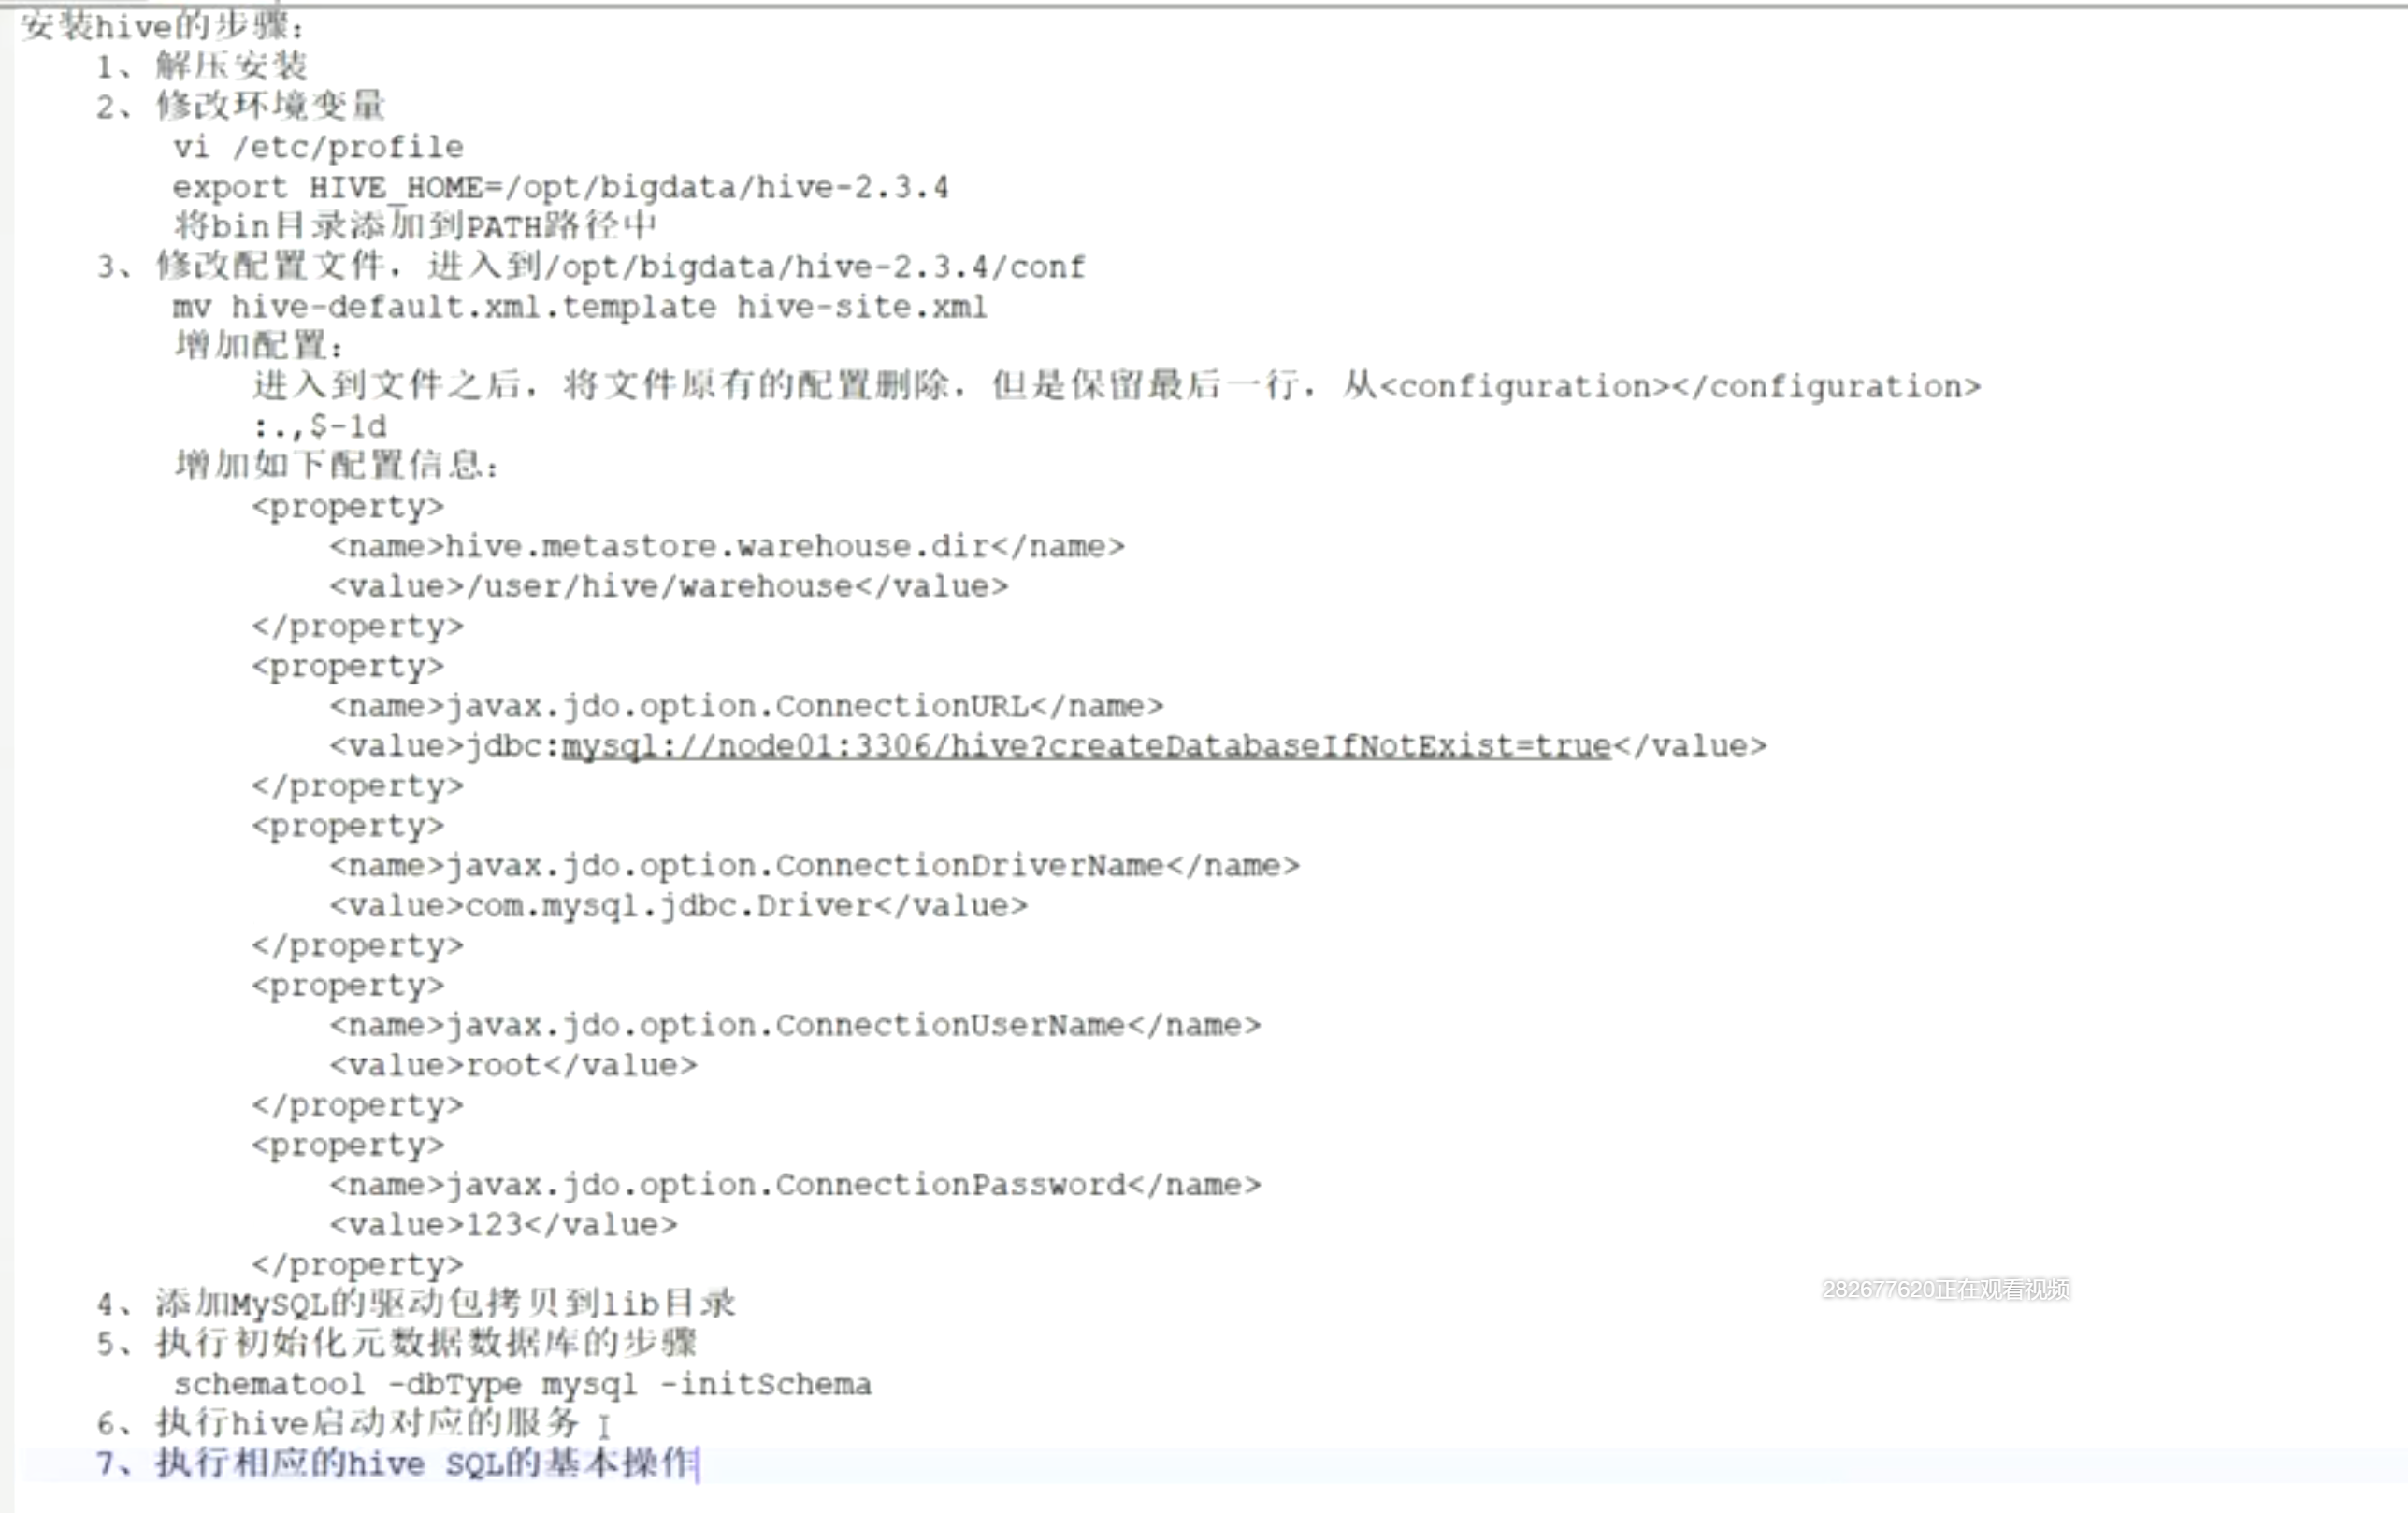 安装hive的步骤:
1、解压安装
2、修改环境变量
vi /etc/profile
export HIVE_HOME=/opt/bigdata/hive-2.3.4
将bin目录添加到PATH路径中
3、修改配置文件，进入到/opt/bigdata/hive-2.3.4/conf
mv hive-default.xml.template hive-site.xml
增加配置:
进入到文件之后，将文件原有的配置删除，但是保留最后一行，从<configuration></configuration>
:.,$-1d
增加如下配置信息:
<property>
<name>hive.metastore.warehouse.dir</name>
<value>/user/hive/warehouse</value>
</property>
<property>
<name>javax.jdo.option.ConnectionURL</name>
<value>jdbc:mysql://node01:3306/hive?createDatabaseIfNotExist=true</value>
</property>
<property>
<name>javax.jdo.option.ConnectionDriverName</name>
<value>com.mysql.jdbc.Driver</value>
</property>
<property>
<name>javax.jdo.option.ConnectionUserName</name>
<value>root</value>
</property>
<property>
<name>javax.jdo.option.ConnectionPassword</name>
<value>123</value>
</property>
282677620正在观看视频
4、添加MySQL的驱动包拷贝到lib目录
5、执行初始化元数据数据库的步骤
schematool -dbType mysql -initSchema
6、执行hive启动对应的服务
7、执行相应的hive SQL的基本操作